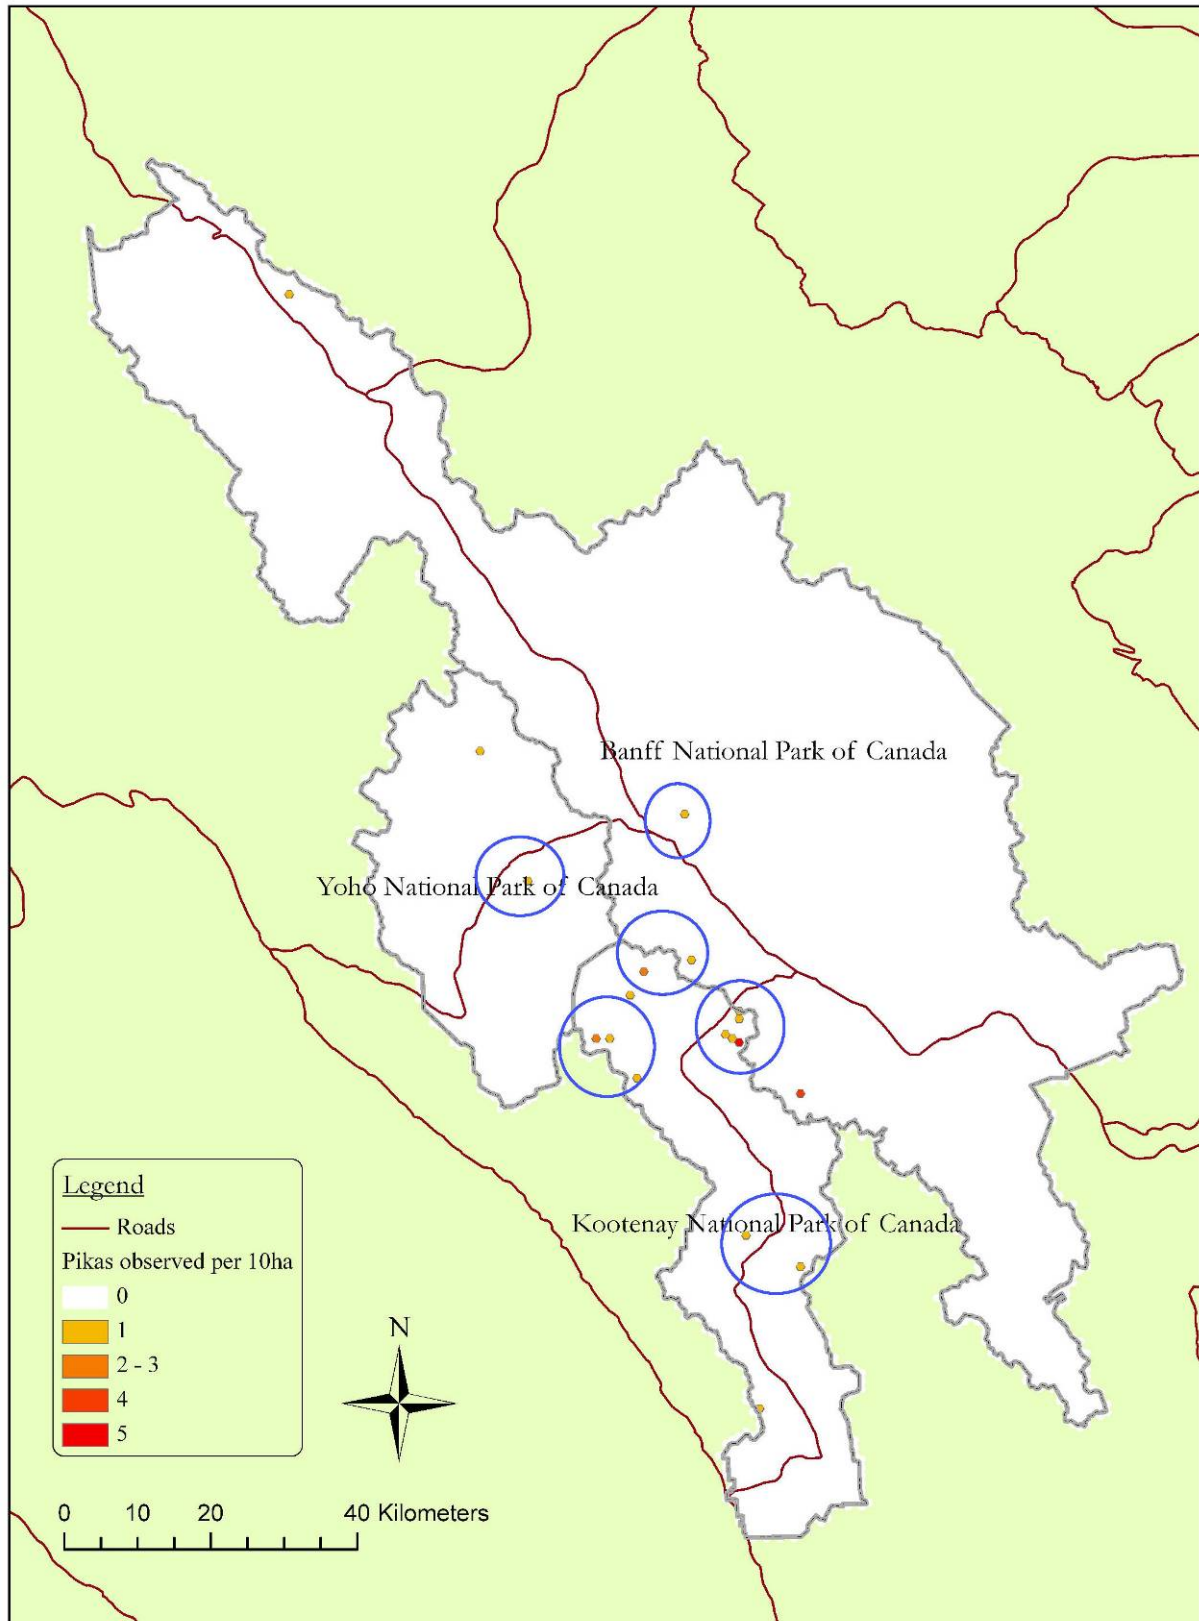 Banff National Park of Canada
Yoho National Park of Canada
Kootenay National Park of Canada
Legend
Roads
Pikas observed per 10ha
0
1
2 - 3
4
5
N
0 10 20 40 Kilometers